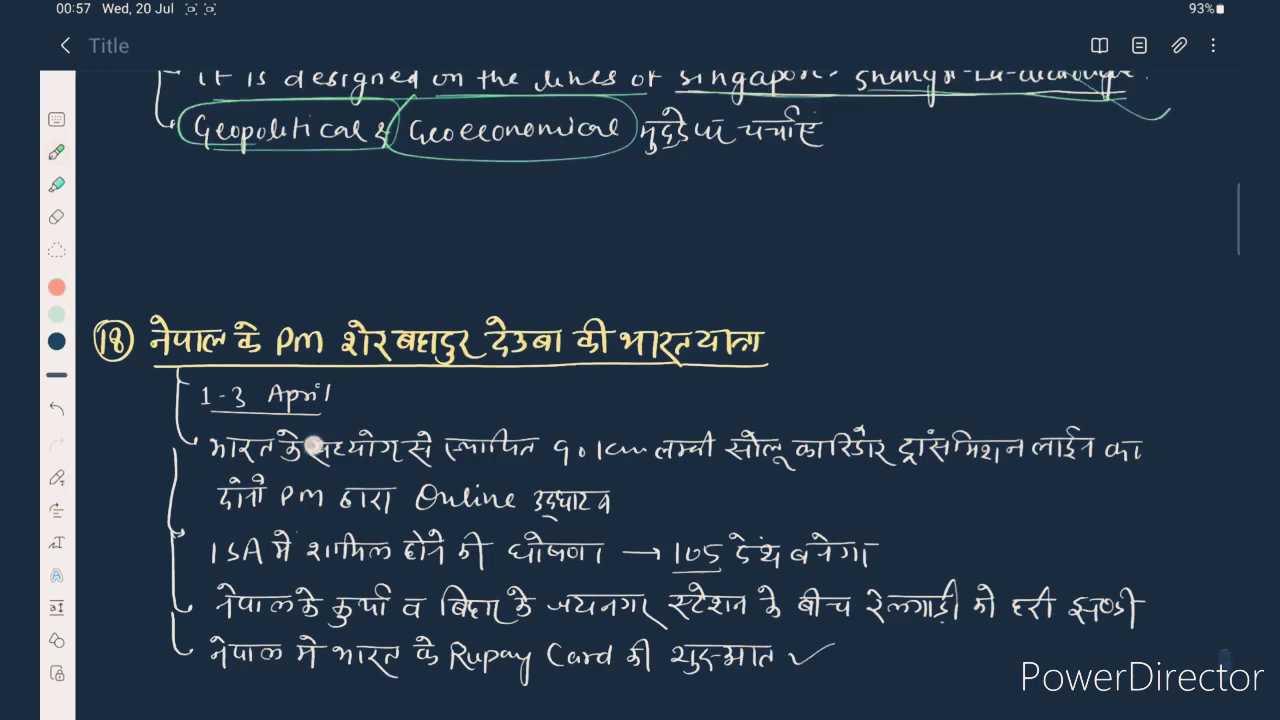 00:57 Wed, 20 Jul 93%
Title
It is designed on the lines of Singapore Shangri-La-dialogue.
Geopolitical & Geoeconomical मुद्दों पर चर्चाएं
18 नेपाल के PM शेर बहादुर देउबा की भारत यात्रा
1-3 April
भारत के सहयोग से स्थापित 90 km लम्बी सोलू कारिडोर ट्रांसमिशन लाईन का
दोनो PM द्वारा Online उद्घाटन
ISA मे शामिल होने की घोषणा → 105 देश बनेगा
नेपाल के कुर्था व बिहार के जयनगर स्टेशन के बीच रेलगाड़ी को हरी झण्डी
नेपाल मे भारत के Rupay Card की शुरुआत ✓
PowerDirector